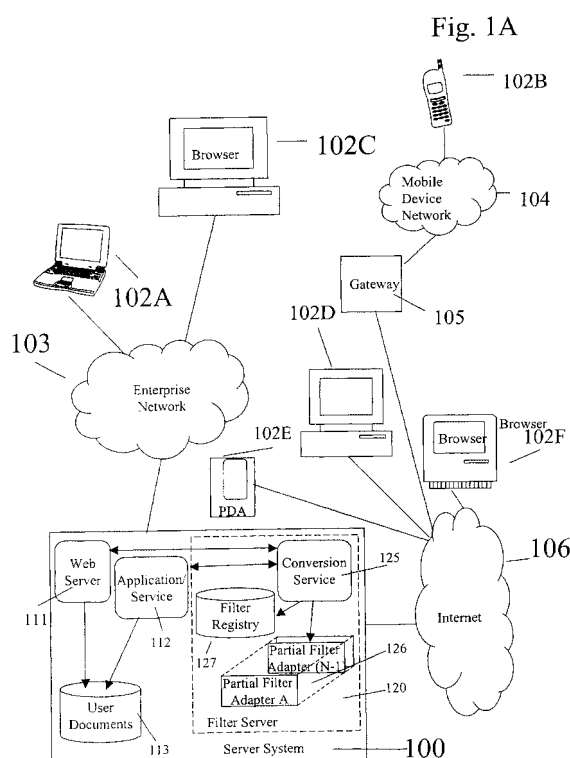 Fig. 1A
102B
Browser
102C
Mobile
Device
Network
104
102A
Gateway
105
102D
103
Enterprise
Network
Browser
Browser
102F
102E
PDA
106
Internet
Web
Server
111
Application/
Service
112
Conversion
Service
125
Filter
Registry
127
Partial Filter
Adapter (N-1)
126
Partial Filter
Adapter A
120
User
Documents
113
Filter Server
Server System
100